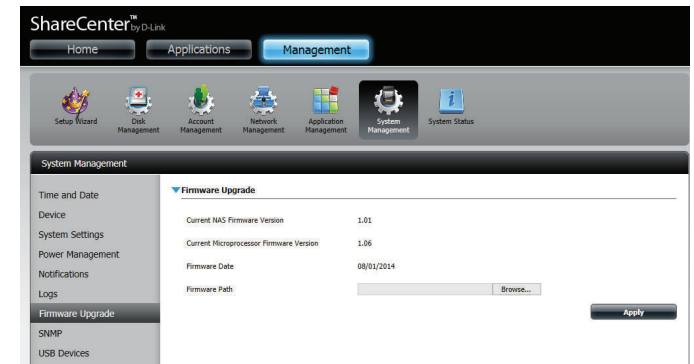 ShareCenter™ by D-Link
Home Applications Management
Setup Wizard Disk Management Account Management Network Management Application Management System Management System Status
System Management
Time and Date
Device
System Settings
Power Management
Notifications
Logs
Firmware Upgrade
SNMP
USB Devices
Firmware Upgrade
Current NAS Firmware Version 1.01
Current Microprocessor Firmware Version 1.06
Firmware Date 08/01/2014
Firmware Path Browse...
Apply